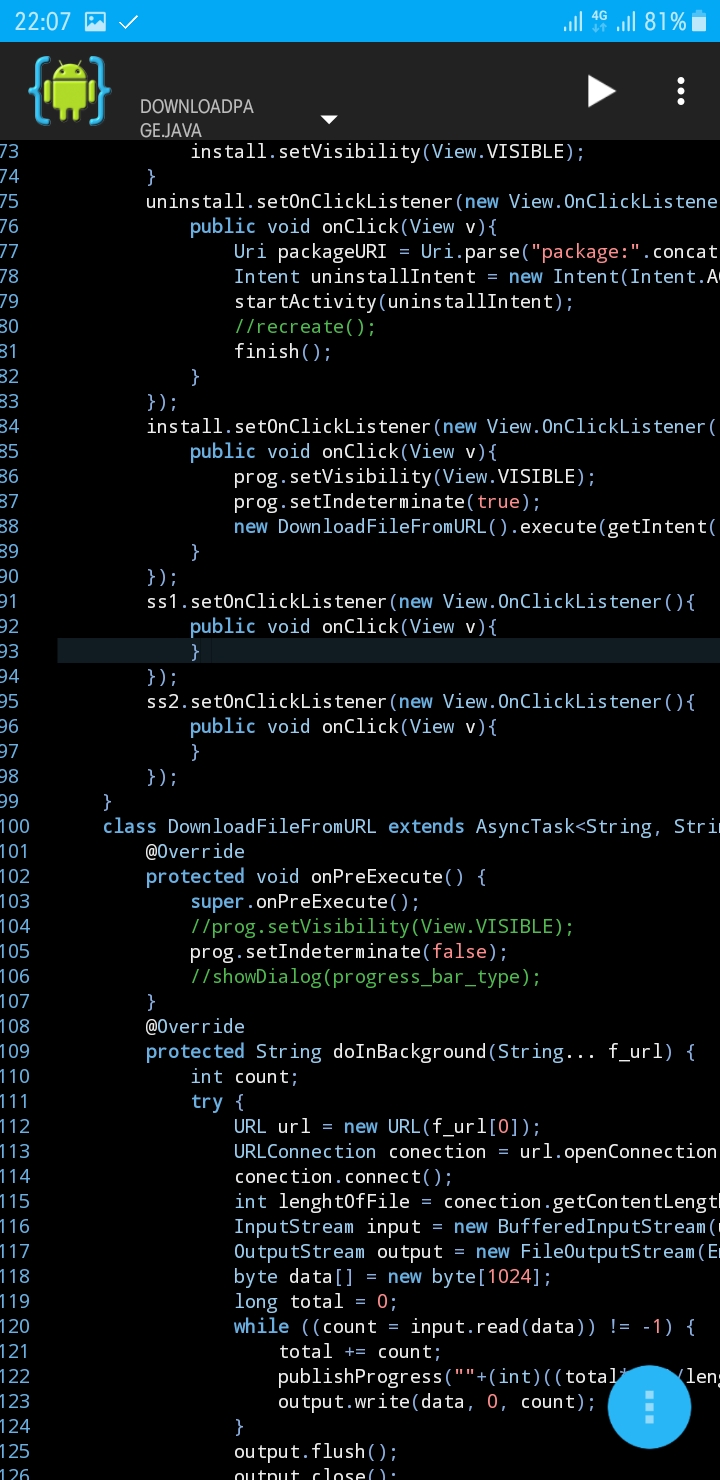 22:07 4G 81%
DOWNLOADPA
GE.JAVA
73 install.setVisibility(View.VISIBLE);
74 }
75 uninstall.setOnClickListener(new View.OnClickListene
76 public void onClick(View v){
77 Uri packageURI = Uri.parse("package:".concat
78 Intent uninstallIntent = new Intent(Intent.A
79 startActivity(uninstallIntent);
80 //recreate();
81 finish();
82 }
83 });
84 install.setOnClickListener(new View.OnClickListener(
85 public void onClick(View v){
86 prog.setVisibility(View.VISIBLE);
87 prog.setIndeterminate(true);
88 new DownloadFileFromURL().execute(getIntent(
89 }
90 });
91 ss1.setOnClickListener(new View.OnClickListener(){
92 public void onClick(View v){
93 }
94 });
95 ss2.setOnClickListener(new View.OnClickListener(){
96 public void onClick(View v){
97 }
98 });
99 }
100 class DownloadFileFromURL extends AsyncTask<String, Stri
101 @Override
102 protected void onPreExecute() {
103 super.onPreExecute();
104 //prog.setVisibility(View.VISIBLE);
105 prog.setIndeterminate(false);
106 //showDialog(progress_bar_type);
107 }
108 @Override
109 protected String doInBackground(String... f_url) {
110 int count;
111 try {
112 URL url = new URL(f_url[0]);
113 URLConnection conection = url.openConnection
114 conection.connect();
115 int lenghtOfFile = conection.getContentLengt
116 InputStream input = new BufferedInputStream(
117 OutputStream output = new FileOutputStream(E
118 byte data[] = new byte[1024];
119 long total = 0;
120 while ((count = input.read(data)) != -1) {
121 total += count;
122 publishProgress(""+(int)((total /len
123 output.write(data, 0, count);
124 }
125 output.flush();
126 output.close();